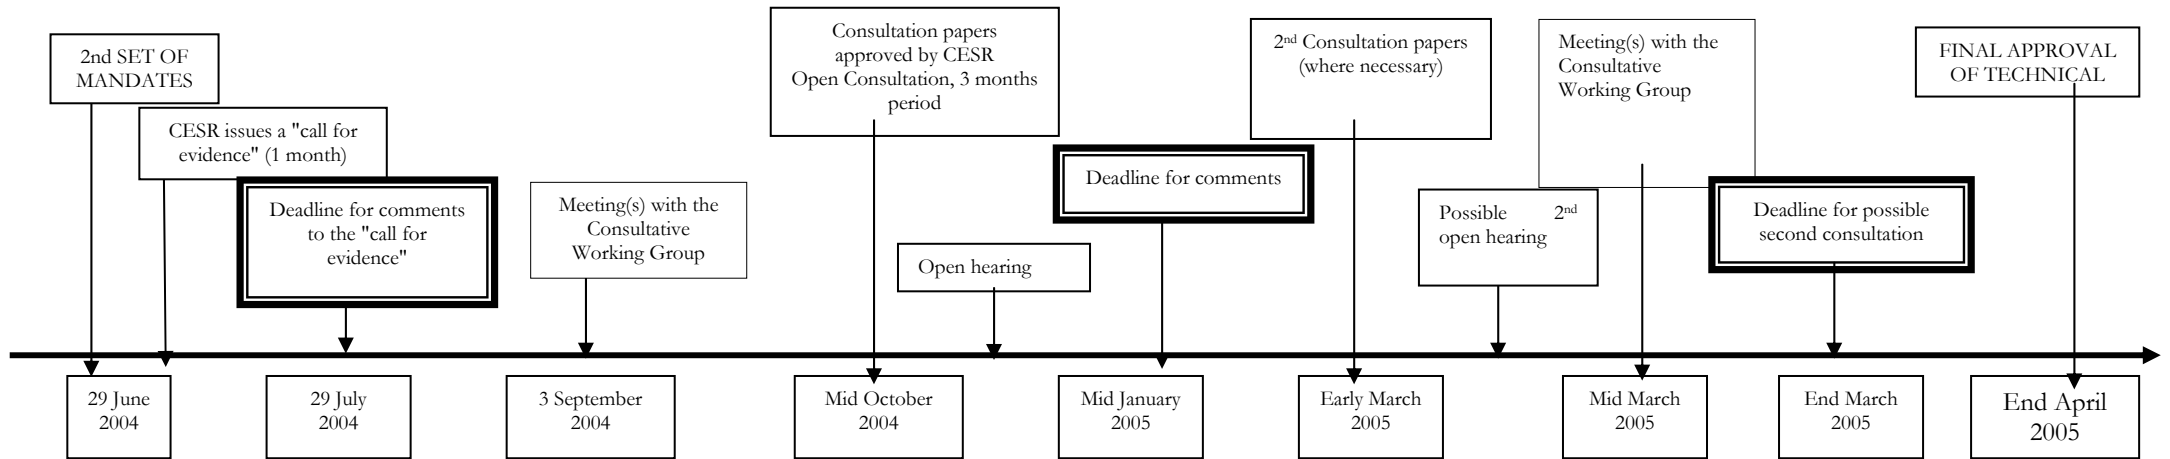 2nd SET OF
MANDATES
CESR issues a "call for
evidence" (1 month)
Deadline for comments
to the "call for
evidence"
Meeting(s) with the
Consultative
Working Group
Consultation papers
approved by CESR
Open Consultation, 3 months
period
Open hearing
Deadline for comments
2nd Consultation papers
(where necessary)
Possible 2nd
open hearing
Meeting(s) with the
Consultative
Working Group
Deadline for possible
second consultation
FINAL APPROVAL
OF TECHNICAL
29 June
2004
29 July
2004
3 September
2004
Mid October
2004
Mid January
2005
Early March
2005
Mid March
2005
End March
2005
End April
2005